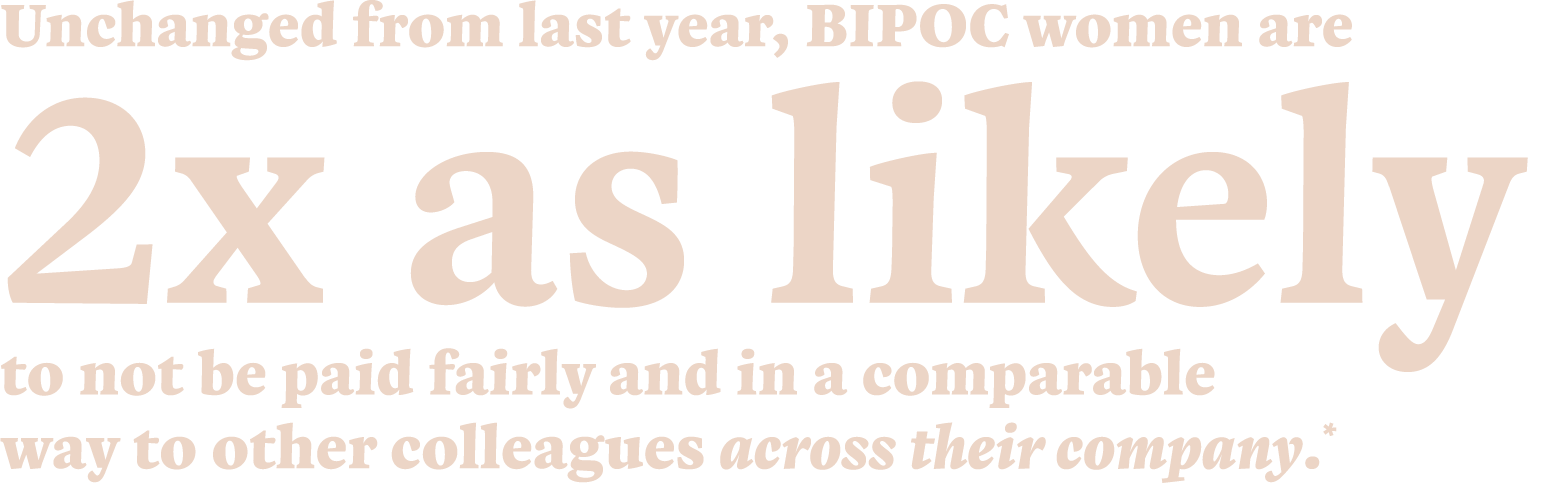 Unchanged from last year, BIPOC women are
2x as likely
to not be paid fairly and in a comparable
way to other colleagues across their company.*